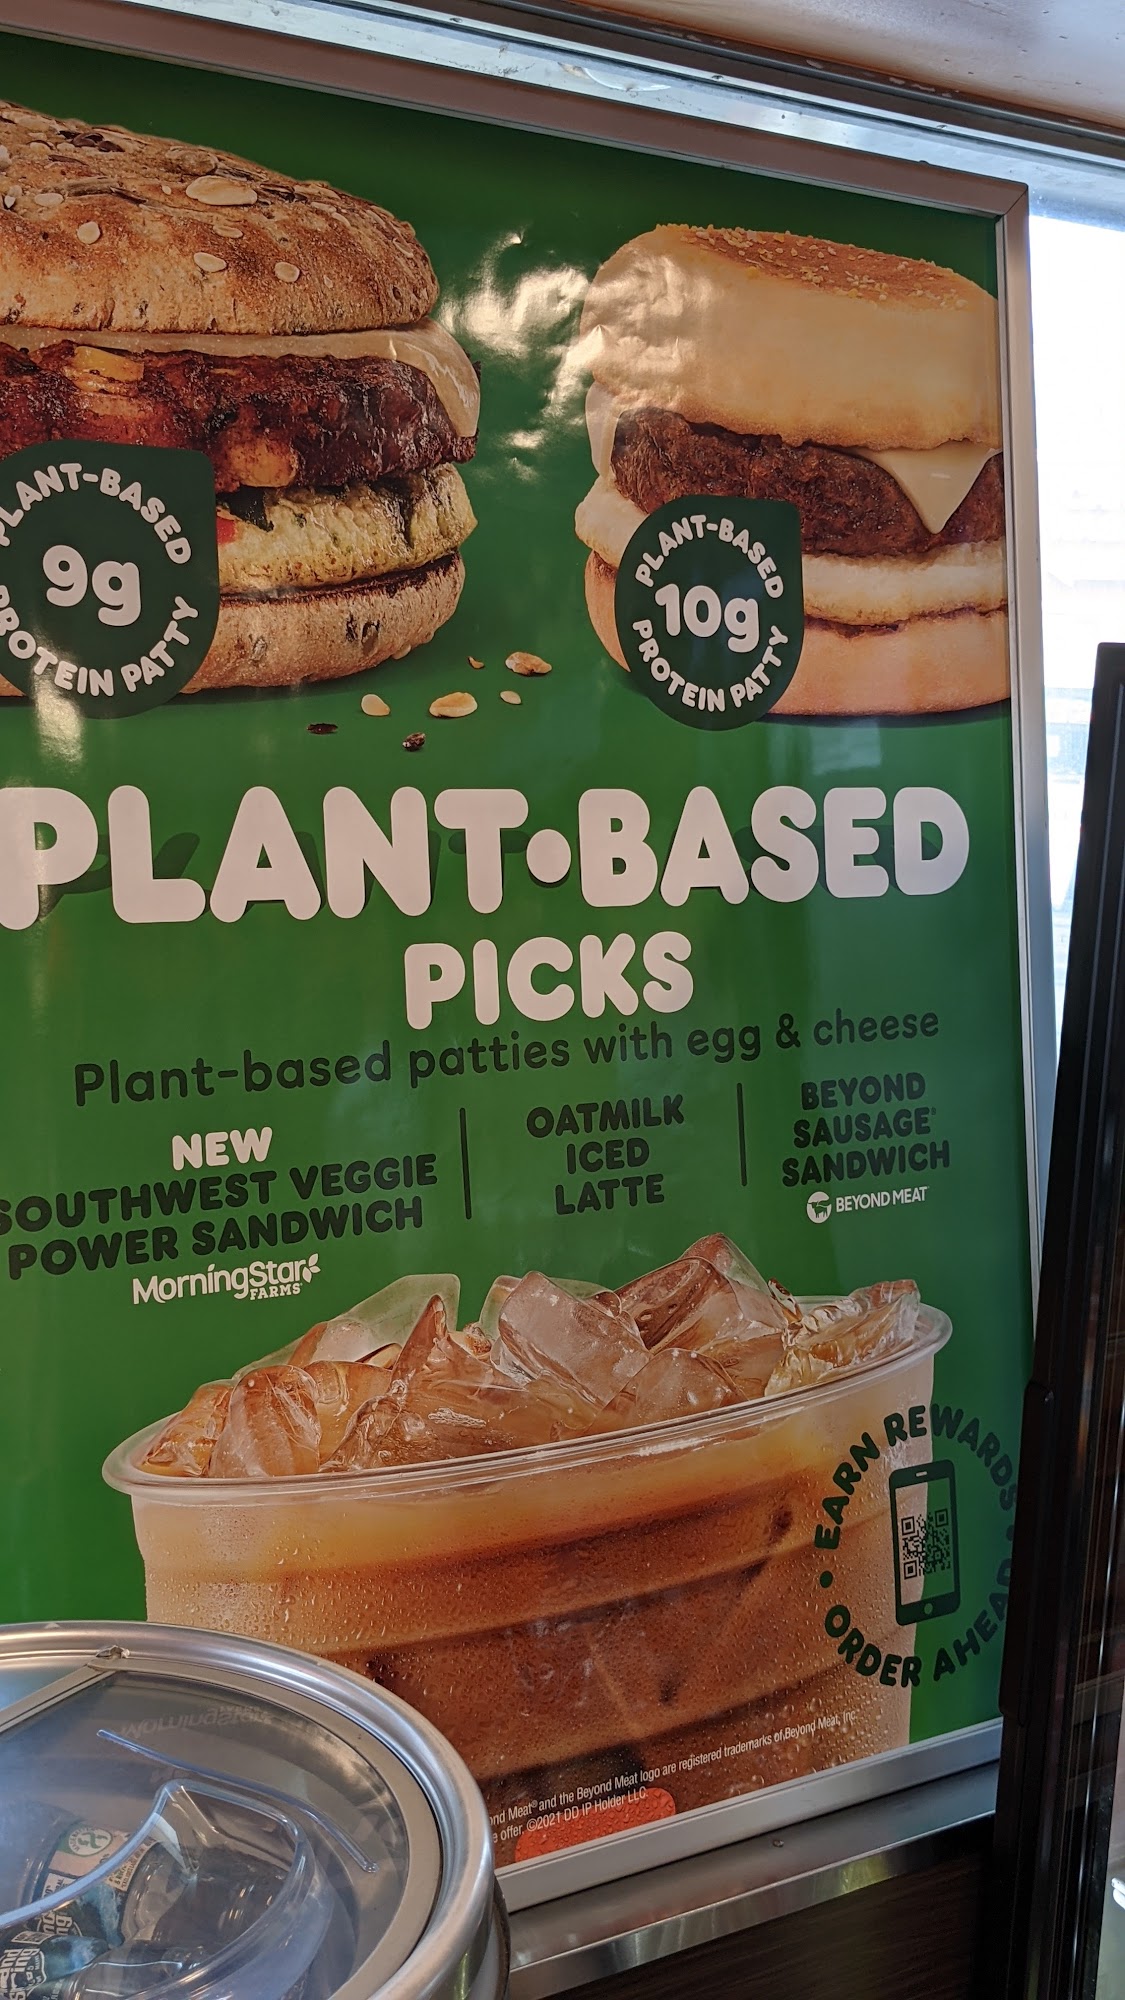 PLANT-BASED
9g
PROTEIN PATTY
PLANT-BASED
10g
PROTEIN PATTY
PLANT•BASED
PICKS
Plant-based patties with egg & cheese
NEW
SOUTHWEST VEGGIE
POWER SANDWICH
MorningStar
FARMS
OATMILK
ICED
LATTE
BEYOND
SAUSAGE®
SANDWICH
BEYOND MEAT
EARN REWARDS
• ORDER AHEAD
Meat® and the Beyond Meat logo are registered trademarks of Beyond Meat, Inc.
offer. ©2021 DD IP Holder LLC.